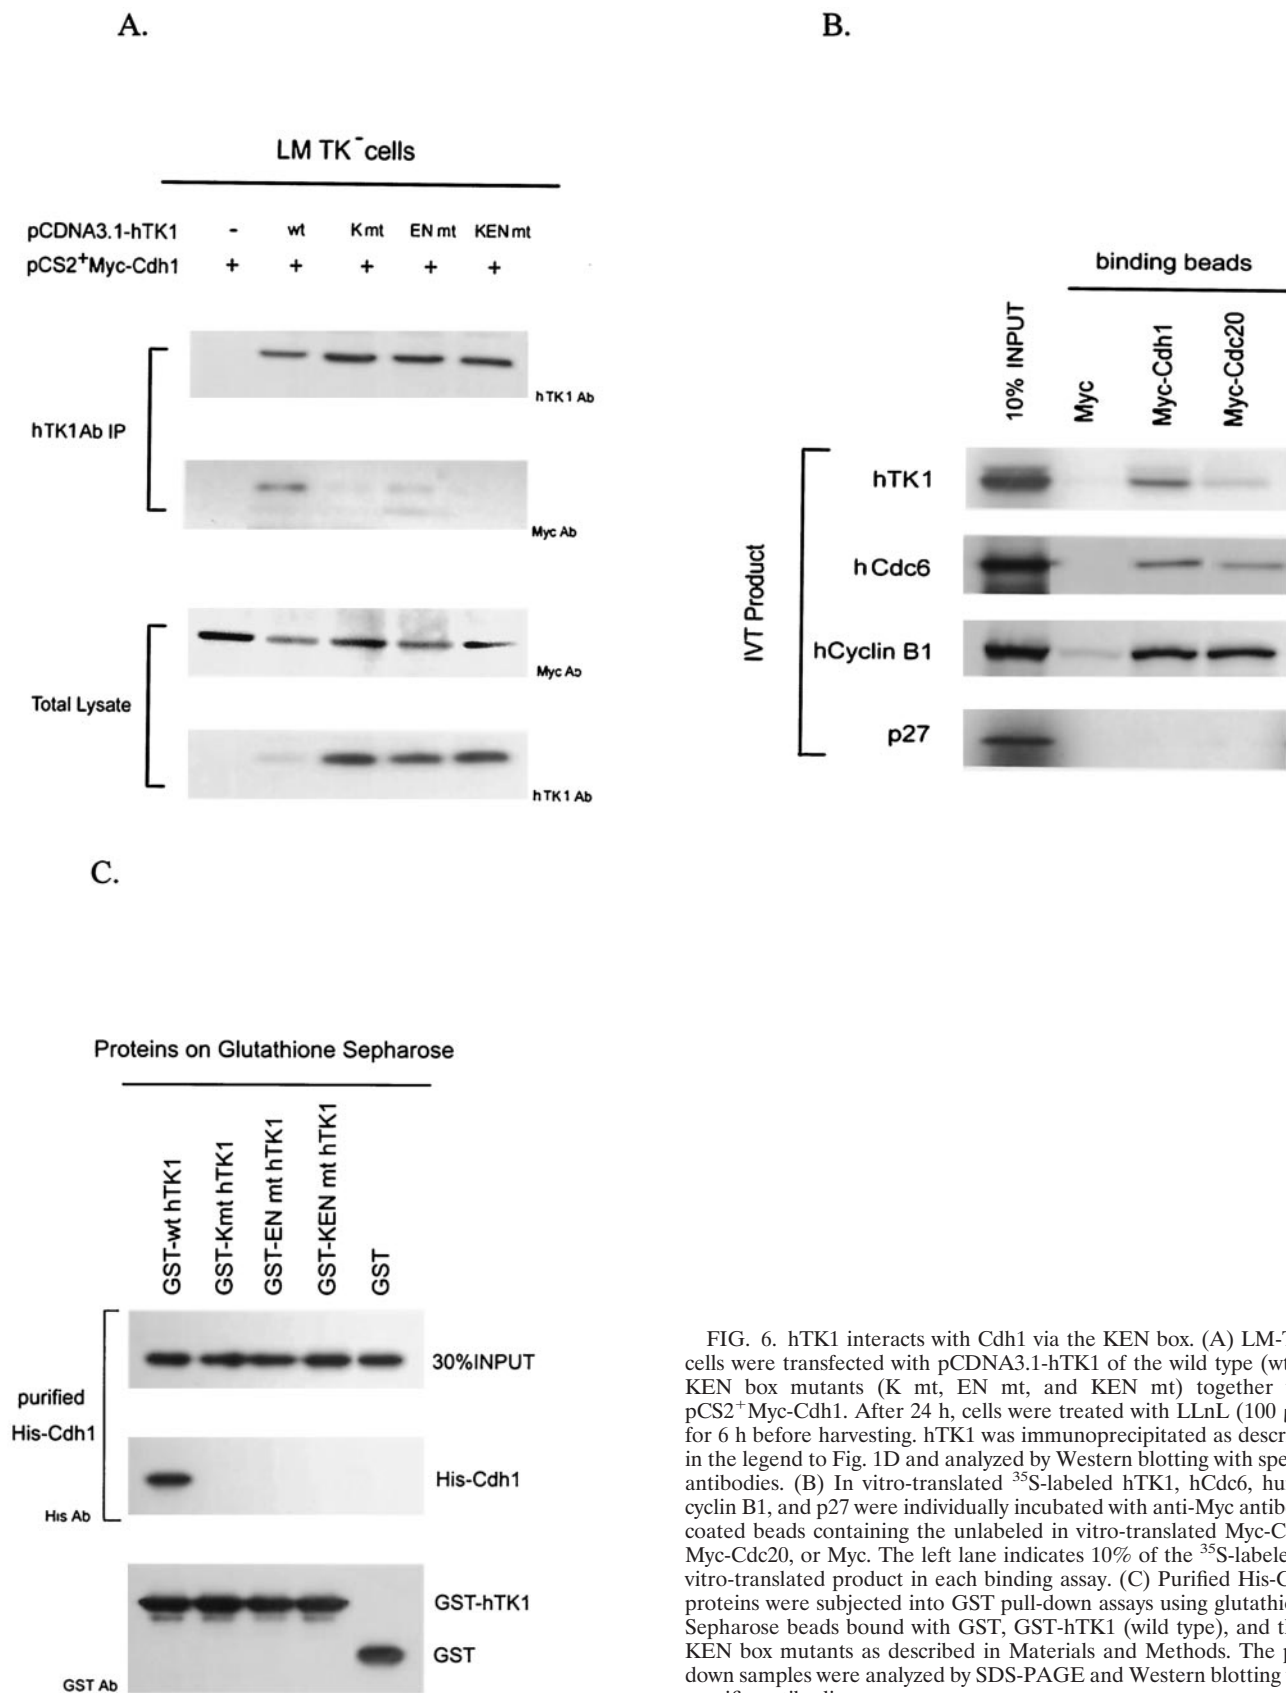 A.
LM TK⁻cells
pCDNA3.1-hTK1 - wt K mt EN mt KEN mt
pCS2⁺Myc-Cdh1 + + + + +
hTK1Ab IP
hTK1 Ab
Myc Ab
Total Lysate
Myc Ab
hTK1 Ab
B.
binding beads
10% INPUT
Myc
Myc-Cdh1
Myc-Cdc20
IVT Product
hTK1
hCdc6
hCyclin B1
p27
C.
Proteins on Glutathione Sepharose
GST-wt hTK1
GST-Kmt hTK1
GST-EN mt hTK1
GST-KEN mt hTK1
GST
purified
His-Cdh1
30%INPUT
His-Cdh1
His Ab
GST-hTK1
GST
GST Ab
FIG. 6. hTK1 interacts with Cdh1 via the KEN box. (A) LM-T
cells were transfected with pCDNA3.1-hTK1 of the wild type (wt
KEN box mutants (K mt, EN mt, and KEN mt) together
pCS2⁺Myc-Cdh1. After 24 h, cells were treated with LLnL (100
for 6 h before harvesting. hTK1 was immunoprecipitated as descr
in the legend to Fig. 1D and analyzed by Western blotting with spe
antibodies. (B) In vitro-translated ³⁵S-labeled hTK1, hCdc6, hu
cyclin B1, and p27 were individually incubated with anti-Myc antib
coated beads containing the unlabeled in vitro-translated Myc-C
Myc-Cdc20, or Myc. The left lane indicates 10% of the ³⁵S-labele
vitro-translated product in each binding assay. (C) Purified His-C
proteins were subjected into GST pull-down assays using glutathi
Sepharose beads bound with GST, GST-hTK1 (wild type), and t
KEN box mutants as described in Materials and Methods. The p
down samples were analyzed by SDS-PAGE and Western blotting